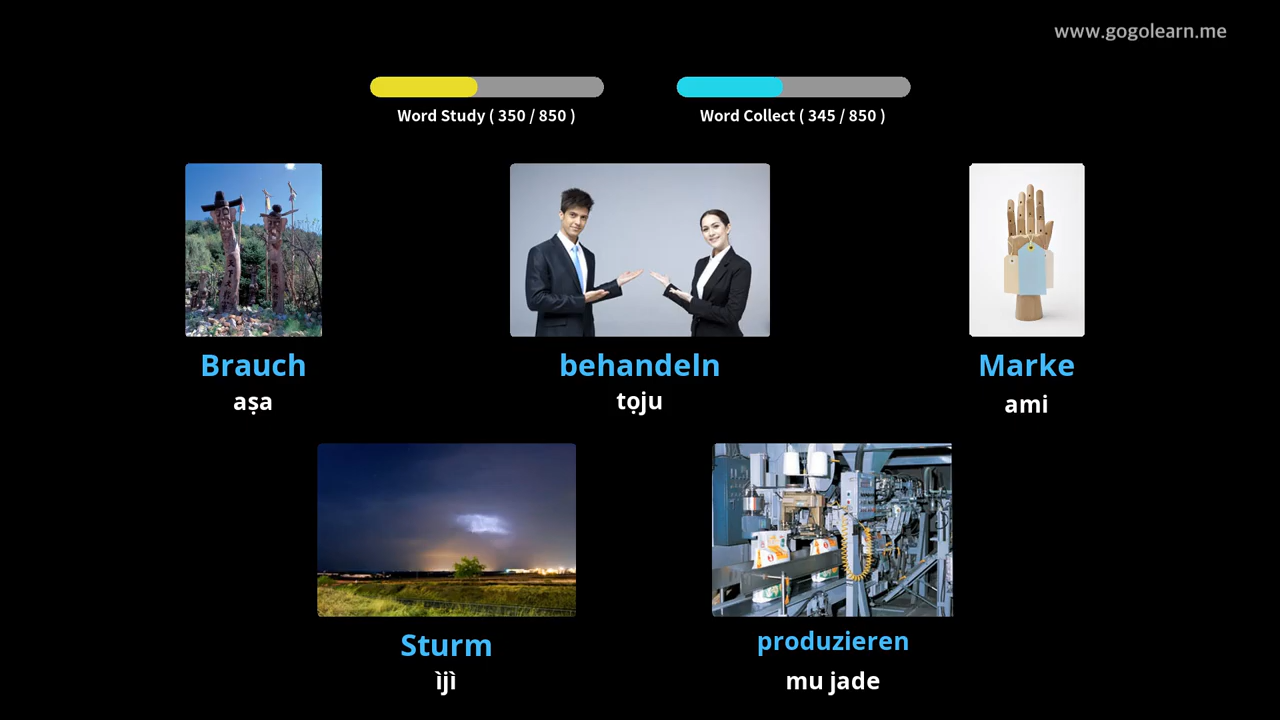 www.gogolearn.me
Word Study ( 350 / 850 )
Word Collect ( 345 / 850 )
Brauch
aṣa
behandeln
tọju
Marke
ami
Sturm
ìjì
produzieren
mu jade